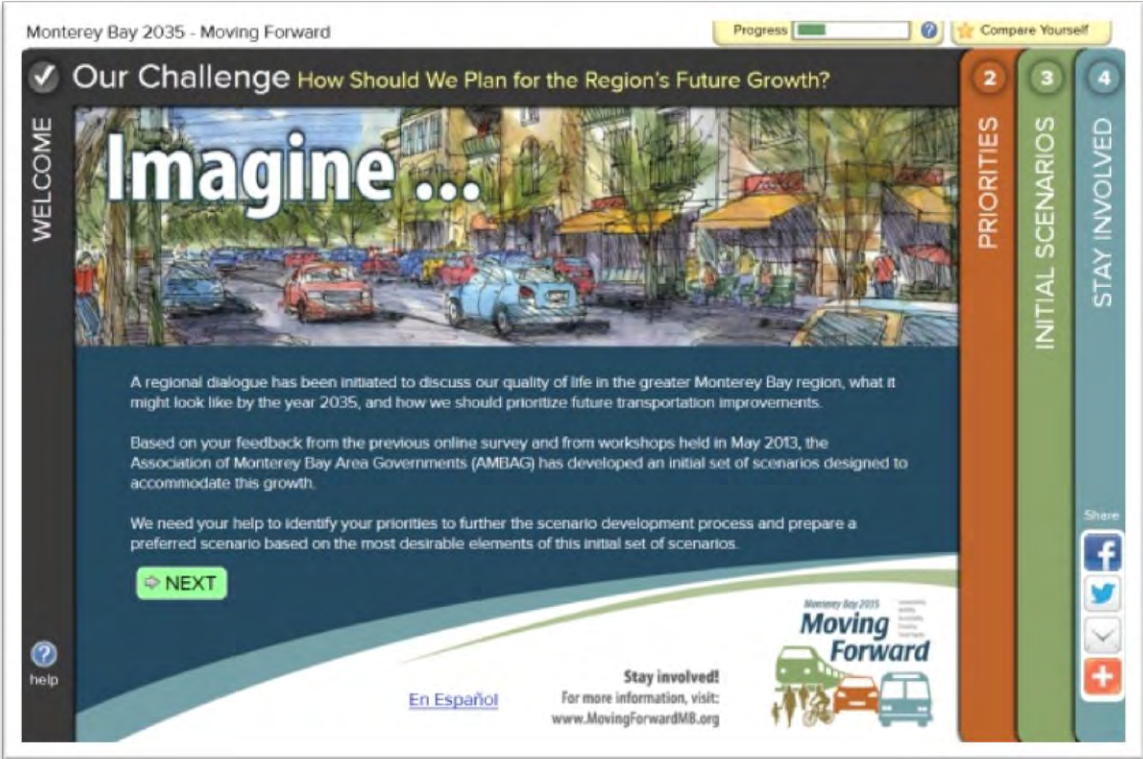 Monterey Bay 2035 - Moving Forward
Progress
?
Compare Yourself
Our Challenge How Should We Plan for the Region's Future Growth?
WELCOME
Imagine ...
2
PRIORITIES
3
INITIAL SCENARIOS
4
STAY INVOLVED
A regional dialogue has been initiated to discuss our quality of life in the greater Monterey Bay region, what it
might look like by the year 2035, and how we should prioritize future transportation improvements.
Based on your feedback from the previous online survey and from workshops held in May 2013, the
Association of Monterey Bay Area Governments (AMBAG) has developed an initial set of scenarios designed to
accommodate this growth.
We need your help to identify your priorities to further the scenario development process and prepare a
preferred scenario based on the most desirable elements of this initial set of scenarios.
NEXT
?
help
En Español
Stay involved!
For more information, visit:
www.MovingForwardMB.org
Monterey Bay 2035
Moving
Forward
Share
f